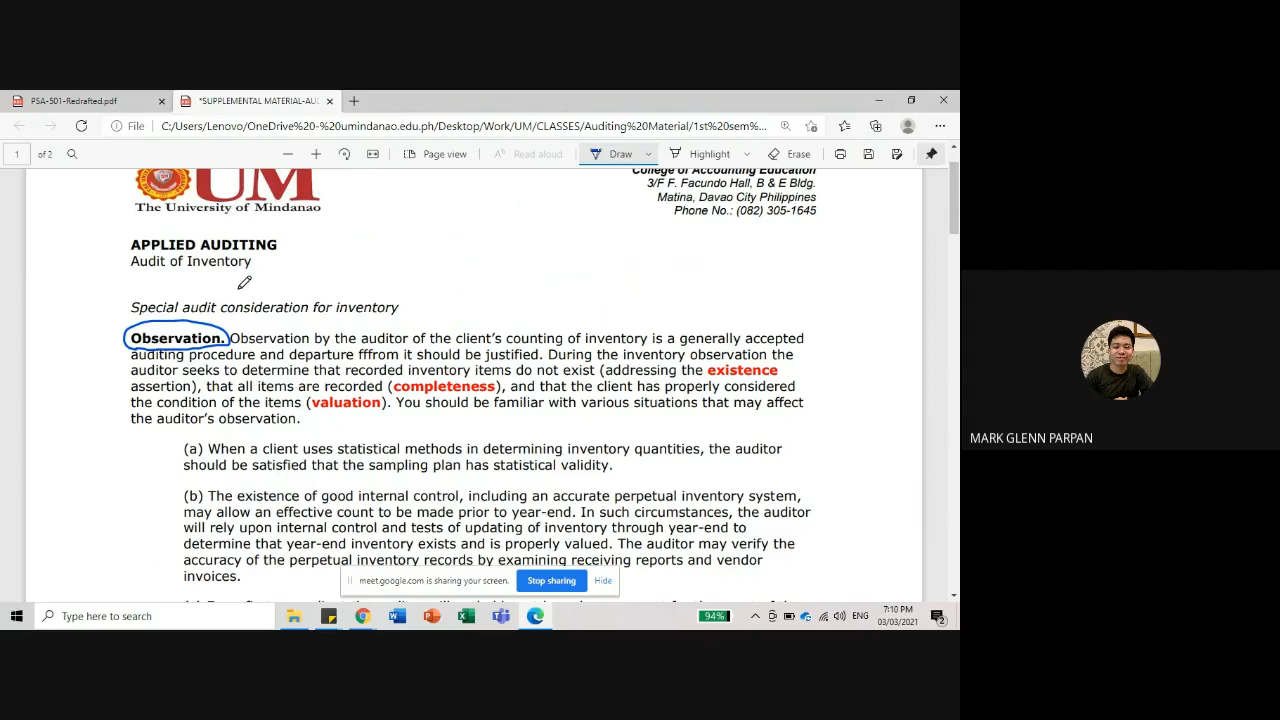 PSA-501-Redrafted.pdf
*SUPPLEMENTAL MATERIAL-AUD
File C:/Users/Lenovo/OneDrive%20-%20umindanao.edu.ph/Desktop/Work/UM/CLASSES/Auditing%20Material/1st%20sem%...
1 of 2 Page view Read aloud Draw Highlight Erase
UM
The University of Mindanao
College of Accounting Education
3/F F. Facundo Hall, B & E Bldg.
Matina, Davao City Philippines
Phone No.: (082) 305-1645
APPLIED AUDITING
Audit of Inventory
Special audit consideration for inventory
Observation. Observation by the auditor of the client's counting of inventory is a generally accepted
auditing procedure and departure fffrom it should be justified. During the inventory observation the
auditor seeks to determine that recorded inventory items do not exist (addressing the existence
assertion), that all items are recorded (completeness), and that the client has properly considered
the condition of the items (valuation). You should be familiar with various situations that may affect
the auditor's observation.
(a) When a client uses statistical methods in determining inventory quantities, the auditor
should be satisfied that the sampling plan has statistical validity.
(b) The existence of good internal control, including an accurate perpetual inventory system,
may allow an effective count to be made prior to year-end. In such circumstances, the auditor
will rely upon internal control and tests of updating of inventory through year-end to
determine that year-end inventory exists and is properly valued. The auditor may verify the
accuracy of the perpetual inventory records by examining receiving reports and vendor
invoices.
meet.google.com is sharing your screen. Stop sharing Hide
Type here to search
94%
ENG
7:10 PM
03/03/2021
2
MARK GLENN PARPAN